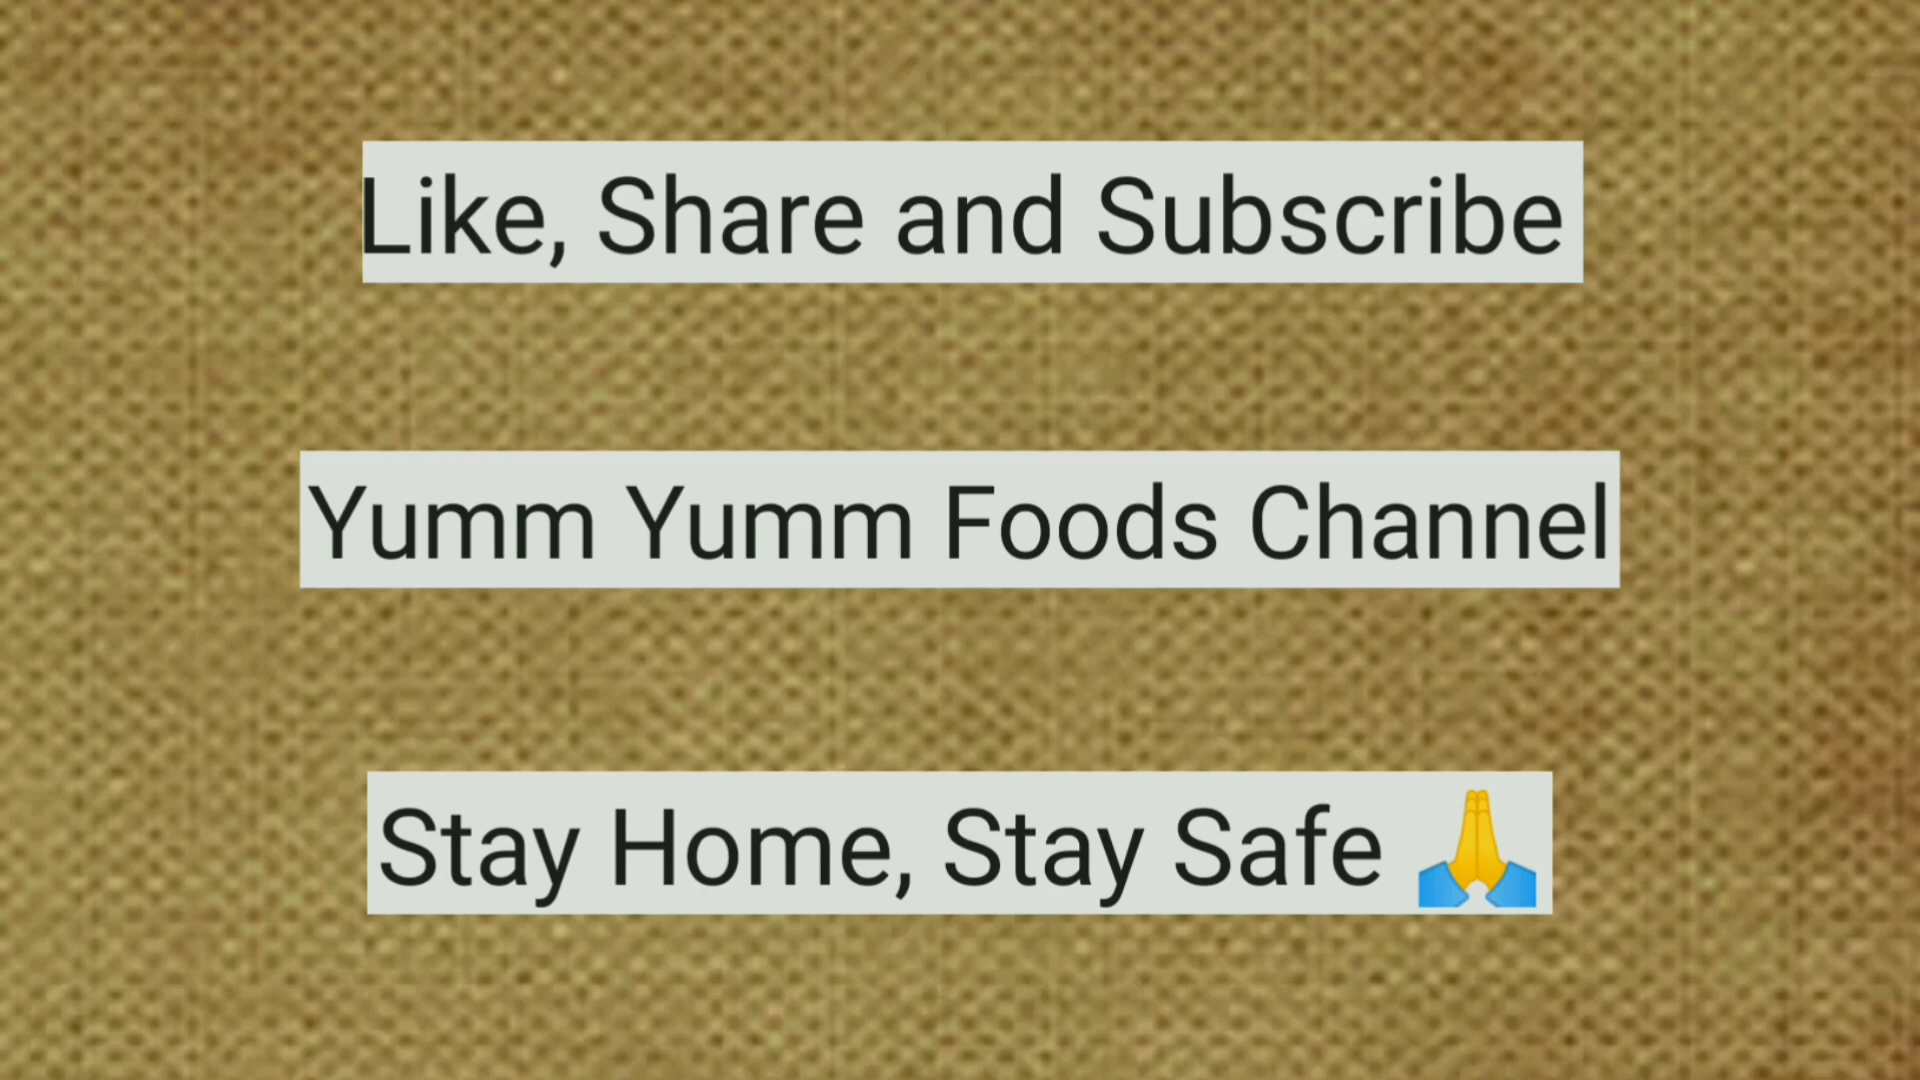 Like, Share and Subscribe
Yumm Yumm Foods Channel
Stay Home, Stay Safe 🙏